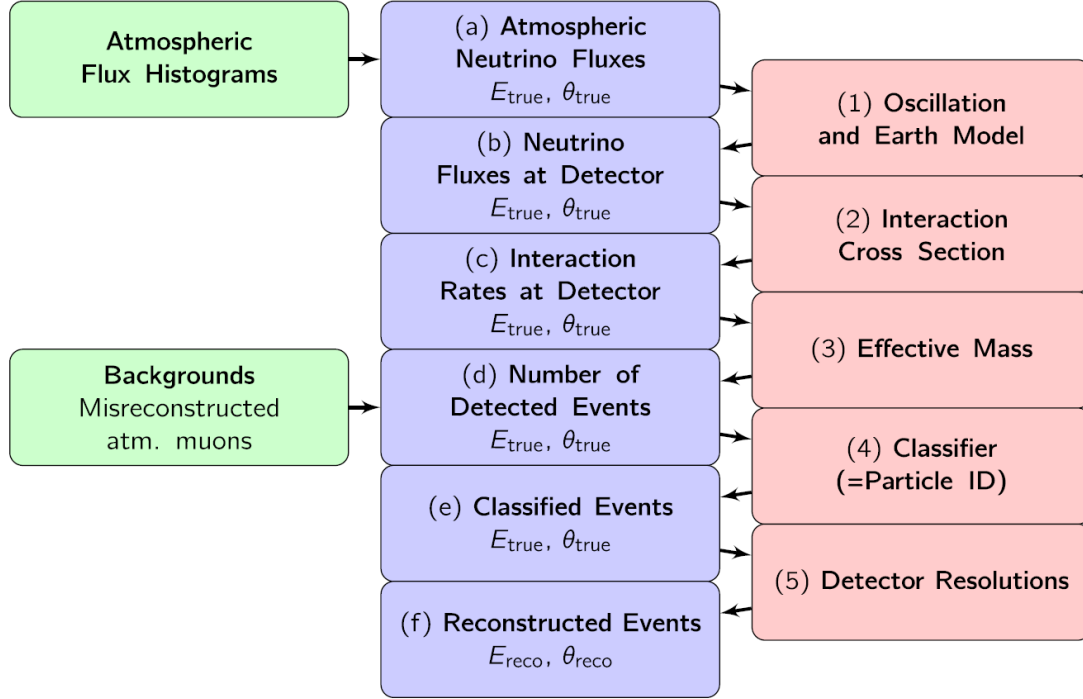 Atmospheric
Flux Histograms
(a) Atmospheric
Neutrino Fluxes
E_true, θ_true
(1) Oscillation
and Earth Model
(b) Neutrino
Fluxes at Detector
E_true, θ_true
(2) Interaction
Cross Section
(c) Interaction
Rates at Detector
E_true, θ_true
(3) Effective Mass
Backgrounds
Misreconstructed
atm. muons
(d) Number of
Detected Events
E_true, θ_true
(4) Classifier
(=Particle ID)
(e) Classified Events
E_true, θ_true
(5) Detector Resolutions
(f) Reconstructed Events
E_reco, θ_reco